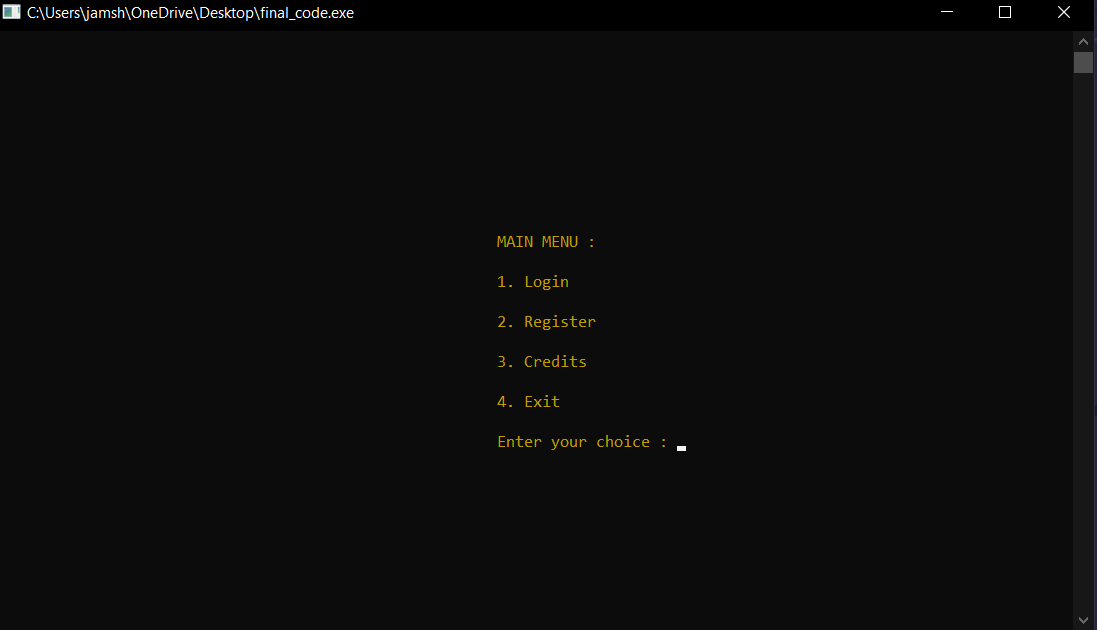 C:\Users\jamsh\OneDrive\Desktop\final_code.exe
MAIN MENU :
1. Login
2. Register
3. Credits
4. Exit
Enter your choice :